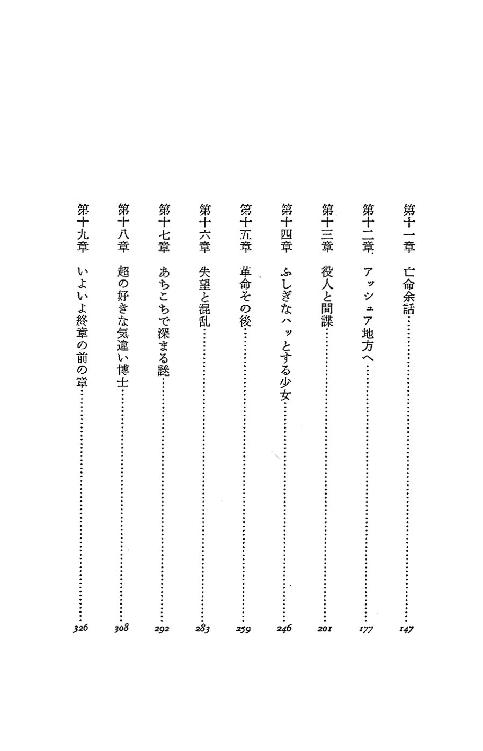 第十一章 亡命余話……147
第十二章 アッシュア地方へ……177
第十三章 役人と間諜……201
第十四章 ふしぎなハッとする少女……246
第十五章 革命その後……259
第十六章 失望と混乱……283
第十七章 あちこちで深まる謎……292
第十八章 超の好きな気違い博士……308
第十九章 いよいよ終章の前の章……326